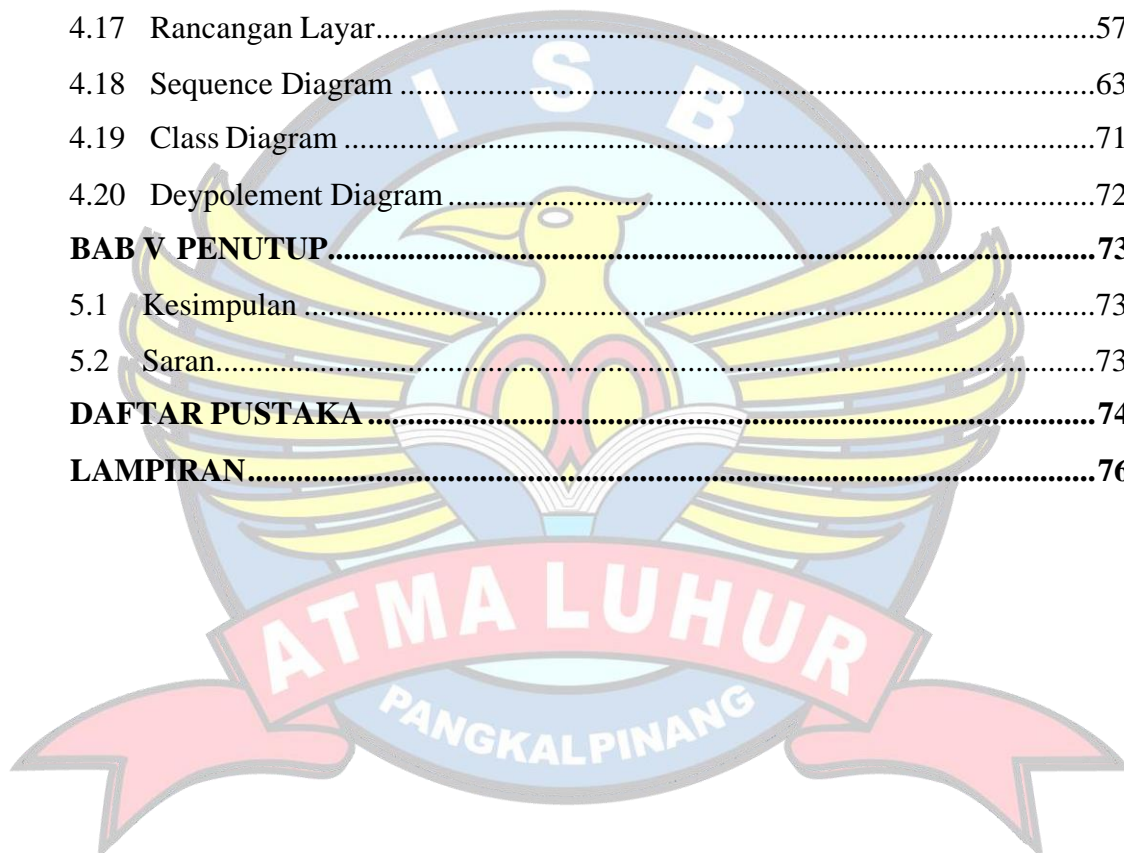 4.17 Rancangan Layar....................................................................................57
4.18 Sequence Diagram .................................................................................63
4.19 Class Diagram ........................................................................................71
4.20 Deypolement Diagram ...........................................................................72
BAB V PENUTUP..........................................................................................73
5.1 Kesimpulan .............................................................................................73
5.2 Saran........................................................................................................73
DAFTAR PUSTAKA .....................................................................................74
LAMPIRAN....................................................................................................76
I S B
ATMA LUHUR
PANGKALPINANG